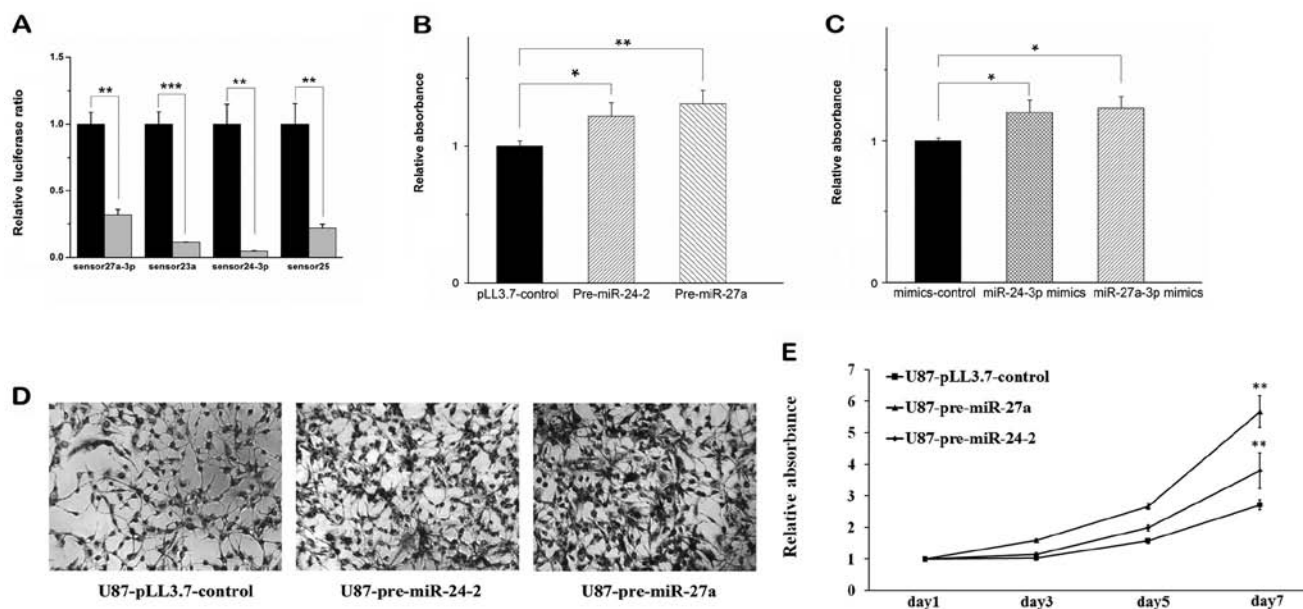 A
Relative luciferase ratio
1.5
1.0
0.5
0.0
**
***
**
**
sensor27a-3p sensor23a sensor24-3p sensor25
B
Relative absorbance
1
0
*
**
pLL3.7-control Pre-miR-24-2 Pre-miR-27a
C
Relative absorbance
1
0
*
*
mimics-control miR-24-3p mimics miR-27a-3p mimics
D
U87-pLL3.7-control U87-pre-miR-24-2 U87-pre-miR-27a
E
Relative absorbance
7
6
5
4
3
2
1
0
U87-pLL3.7-control
U87-pre-miR-27a
U87-pre-miR-24-2
**
**
day1 day3 day5 day7